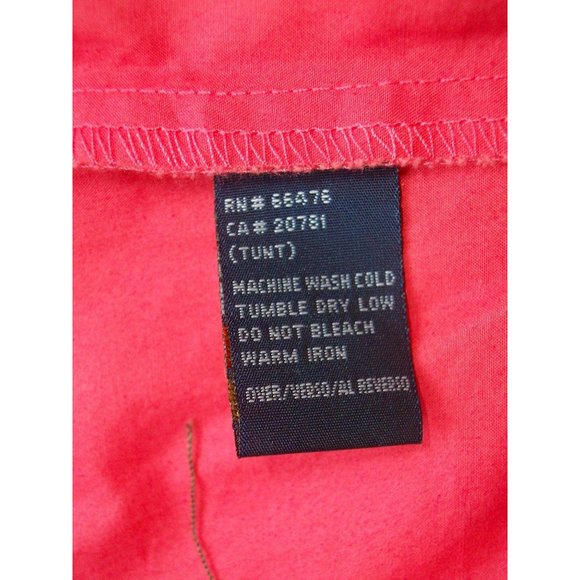 RN# 66476
CA# 20781
(TUNT)
MACHINE WASH COLD
TUMBLE DRY LOW
DO NOT BLEACH
WARM IRON
OVER/VERSO/AL REVERSO